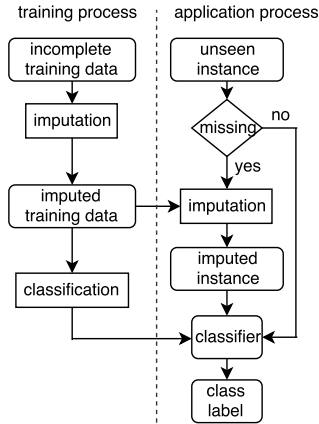 training process
application process
incomplete
training data
unseen
instance
imputation
missing
no
yes
imputed
training data
imputation
imputed
instance
classification
classifier
class
label